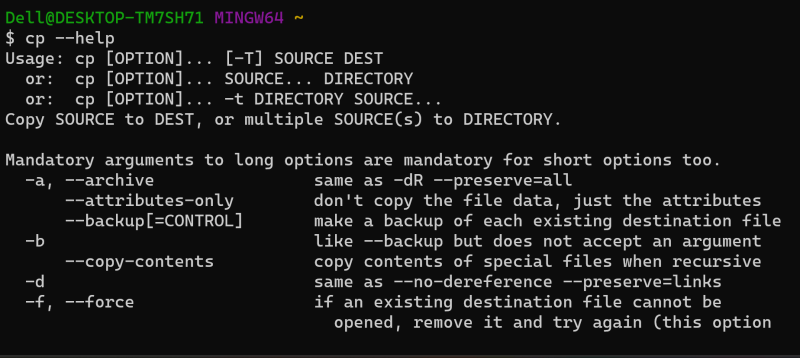 Dell@DESKTOP-TM7SH71 MINGW64 ~
$ cp --help
Usage: cp [OPTION]... [-T] SOURCE DEST
  or:  cp [OPTION]... SOURCE... DIRECTORY
  or:  cp [OPTION]... -t DIRECTORY SOURCE...
Copy SOURCE to DEST, or multiple SOURCE(s) to DIRECTORY.

Mandatory arguments to long options are mandatory for short options too.
  -a, --archive                same as -dR --preserve=all
      --attributes-only        don't copy the file data, just the attributes
      --backup[=CONTROL]       make a backup of each existing destination file
  -b                           like --backup but does not accept an argument
      --copy-contents          copy contents of special files when recursive
  -d                           same as --no-dereference --preserve=links
  -f, --force                  if an existing destination file cannot be
                                 opened, remove it and try again (this option